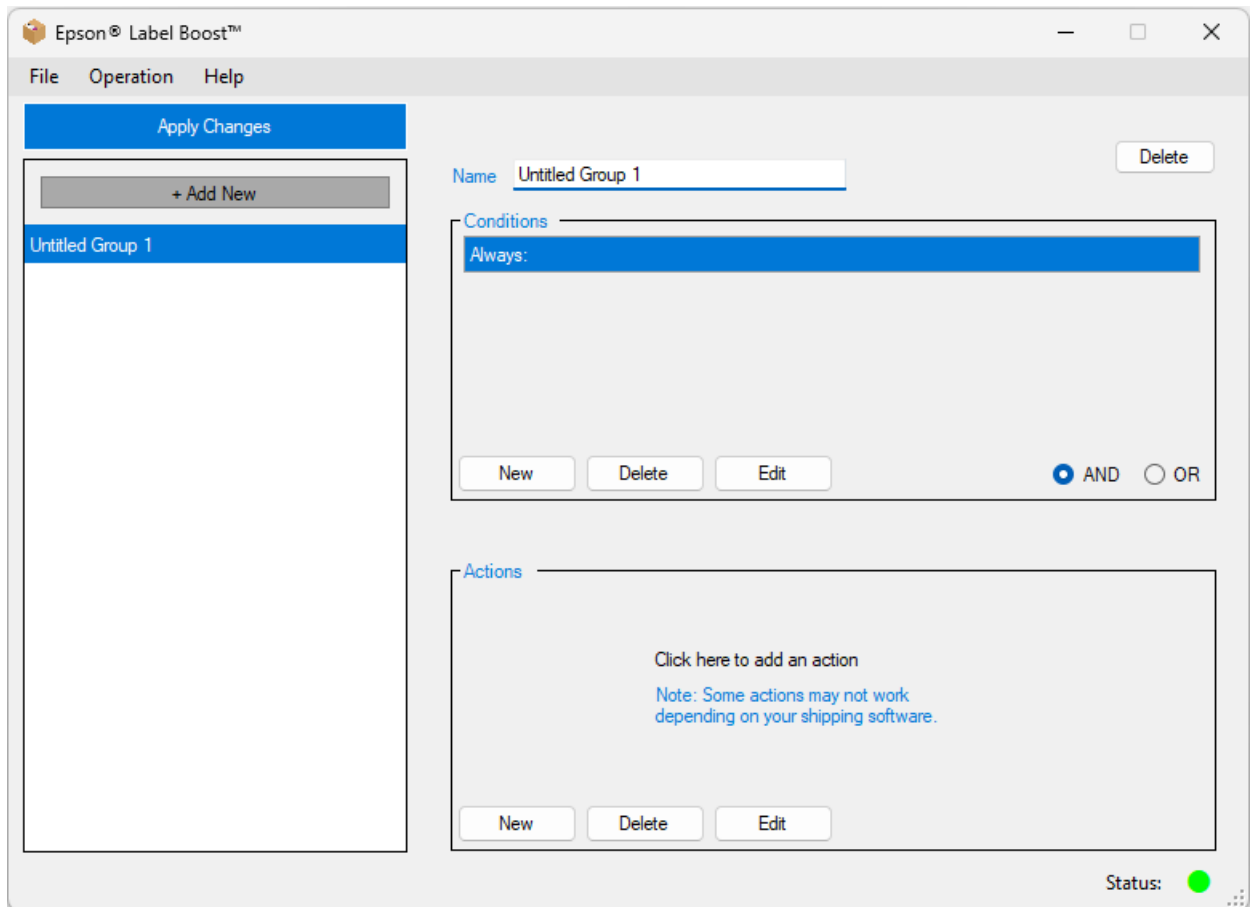 Epson® Label Boost™
File Operation Help
Apply Changes
+ Add New
Untitled Group 1
Name Untitled Group 1
Delete
Conditions
Always:
New Delete Edit AND OR
Actions
Click here to add an action
Note: Some actions may not work
depending on your shipping software.
New Delete Edit
Status: